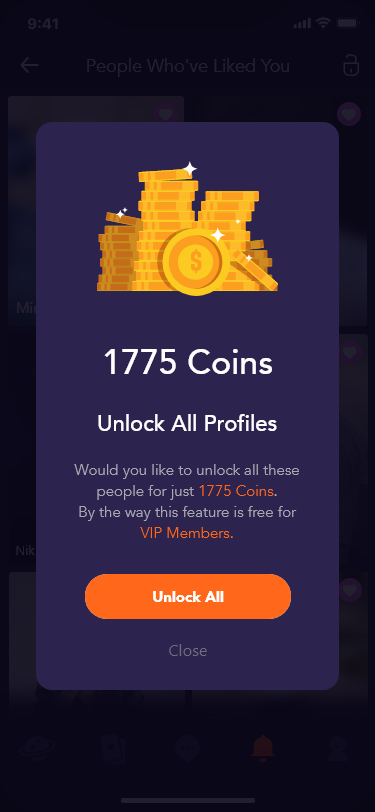 9:41
People Who've Liked You
1775 Coins
Unlock All Profiles
Would you like to unlock all these
people for just 1775 Coins.
By the way this feature is free for
VIP Members.
Unlock All
Close